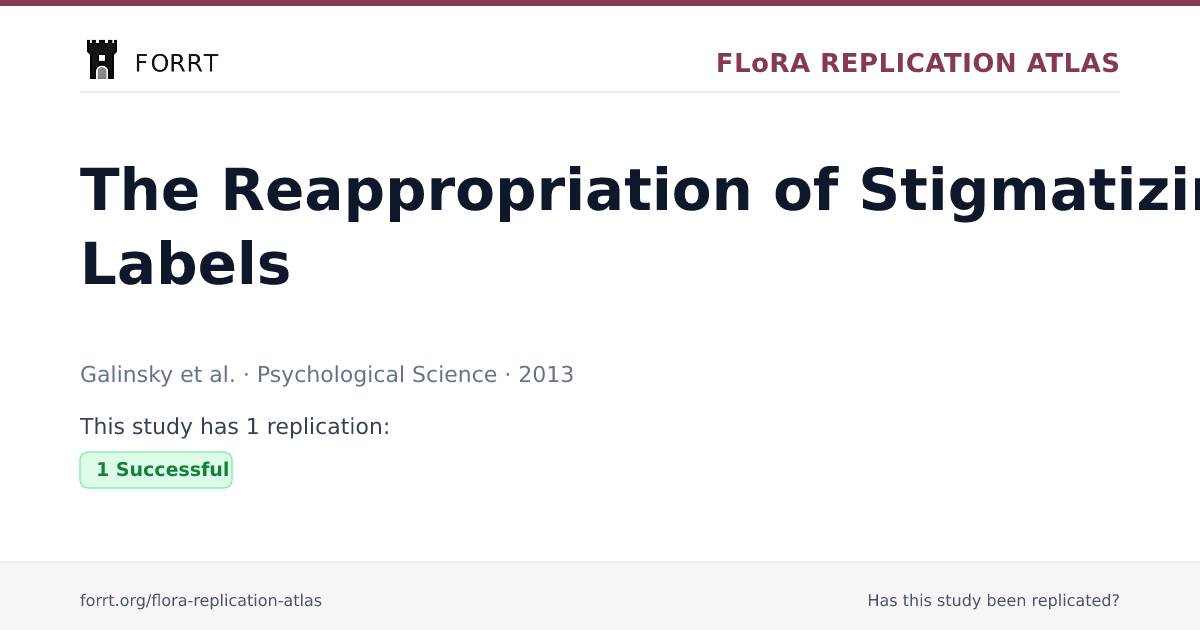 FORRT
FLoRA REPLICATION ATLAS
The Reappropriation of Stigmatizi
Labels
Galinsky et al. · Psychological Science · 2013
This study has 1 replication:
1 Successful
forrt.org/flora-replication-atlas
Has this study been replicated?